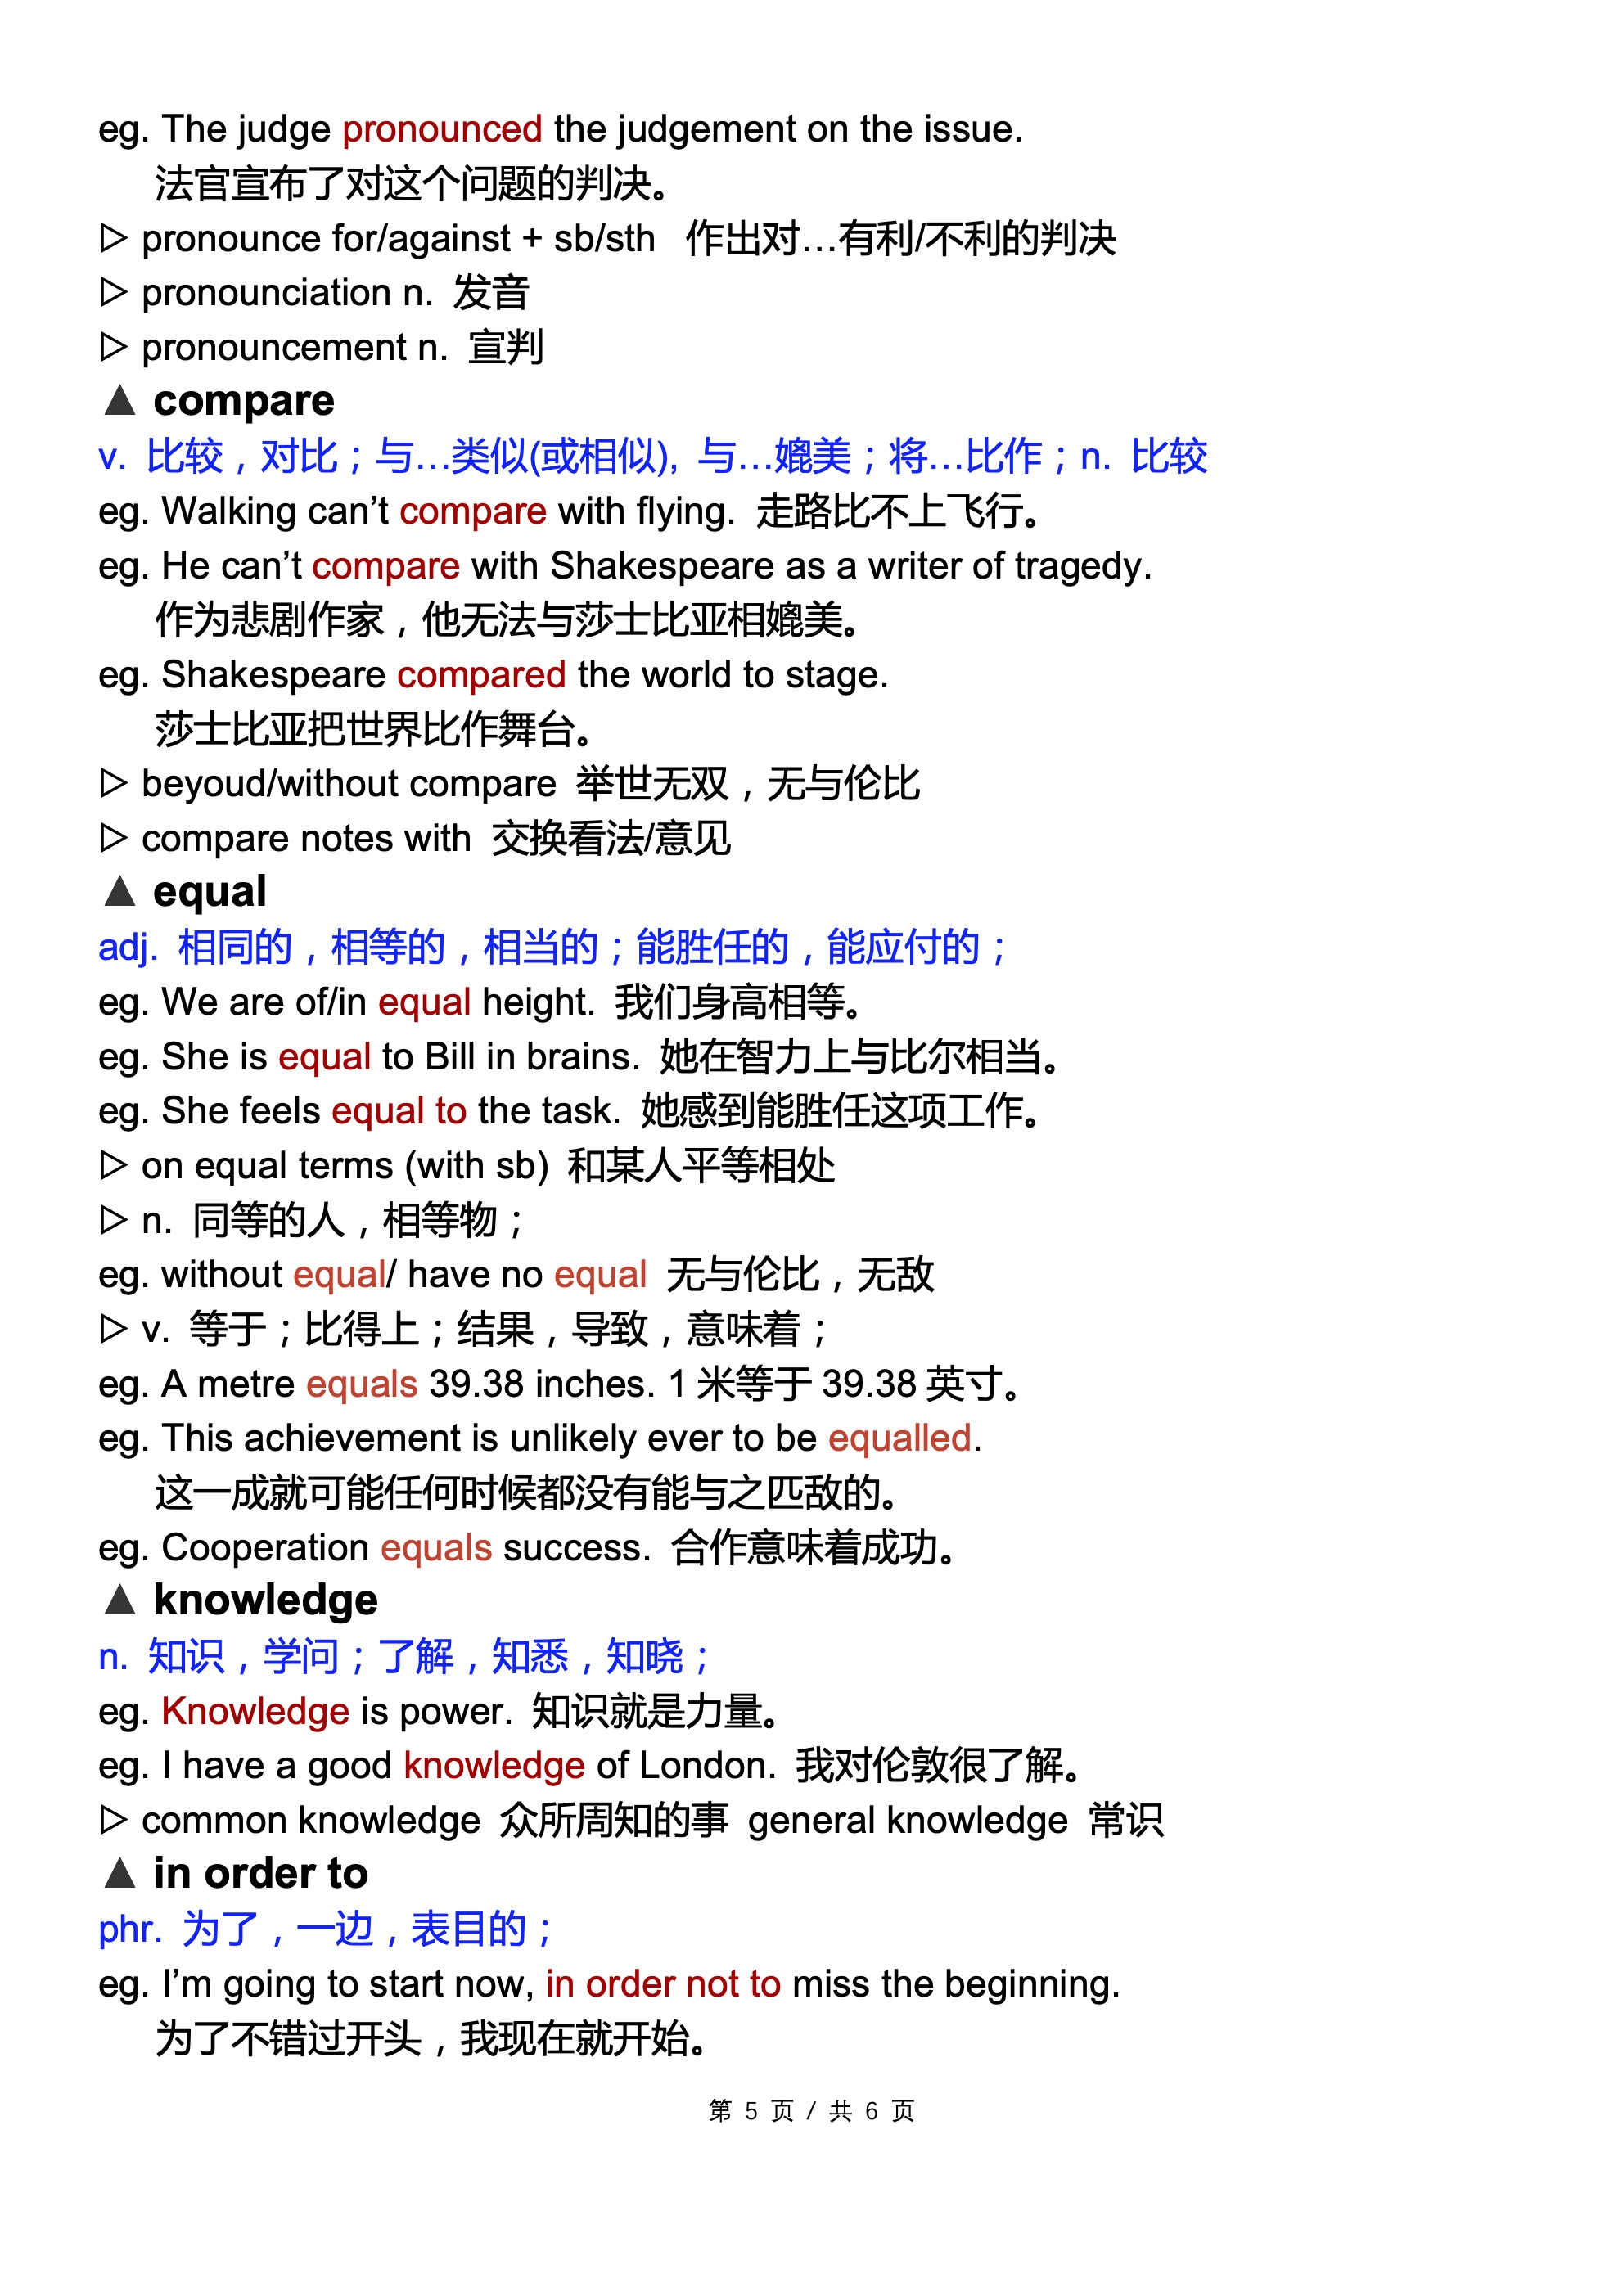 eg. The judge pronounced the judgement on the issue.
法官宣布了对这个问题的判决。
▷ pronounce for/against + sb/sth 作出对…有利/不利的判决
▷ pronounciation n. 发音
▷ pronouncement n. 宣判
▲ compare
v. 比较，对比；与…类似(或相似), 与…媲美；将…比作；n. 比较
eg. Walking can’t compare with flying. 走路比不上飞行。
eg. He can’t compare with Shakespeare as a writer of tragedy.
作为悲剧作家，他无法与莎士比亚相媲美。
eg. Shakespeare compared the world to stage.
莎士比亚把世界比作舞台。
▷ beyoud/without compare 举世无双，无与伦比
▷ compare notes with 交换看法/意见
▲ equal
adj. 相同的，相等的，相当的；能胜任的，能应付的；
eg. We are of/in equal height. 我们身高相等。
eg. She is equal to Bill in brains. 她在智力上与比尔相当。
eg. She feels equal to the task. 她感到能胜任这项工作。
▷ on equal terms (with sb) 和某人平等相处
▷ n. 同等的人，相等物；
eg. without equal/ have no equal 无与伦比，无敌
▷ v. 等于；比得上；结果，导致，意味着；
eg. A metre equals 39.38 inches. 1 米等于 39.38 英寸。
eg. This achievement is unlikely ever to be equalled.
这一成就可能任何时候都没有能与之匹敌的。
eg. Cooperation equals success. 合作意味着成功。
▲ knowledge
n. 知识，学问；了解，知悉，知晓；
eg. Knowledge is power. 知识就是力量。
eg. I have a good knowledge of London. 我对伦敦很了解。
▷ common knowledge 众所周知的事 general knowledge 常识
▲ in order to
phr. 为了，一边，表目的；
eg. I’m going to start now, in order not to miss the beginning.
为了不错过开头，我现在就开始。
第 5 页 / 共 6 页